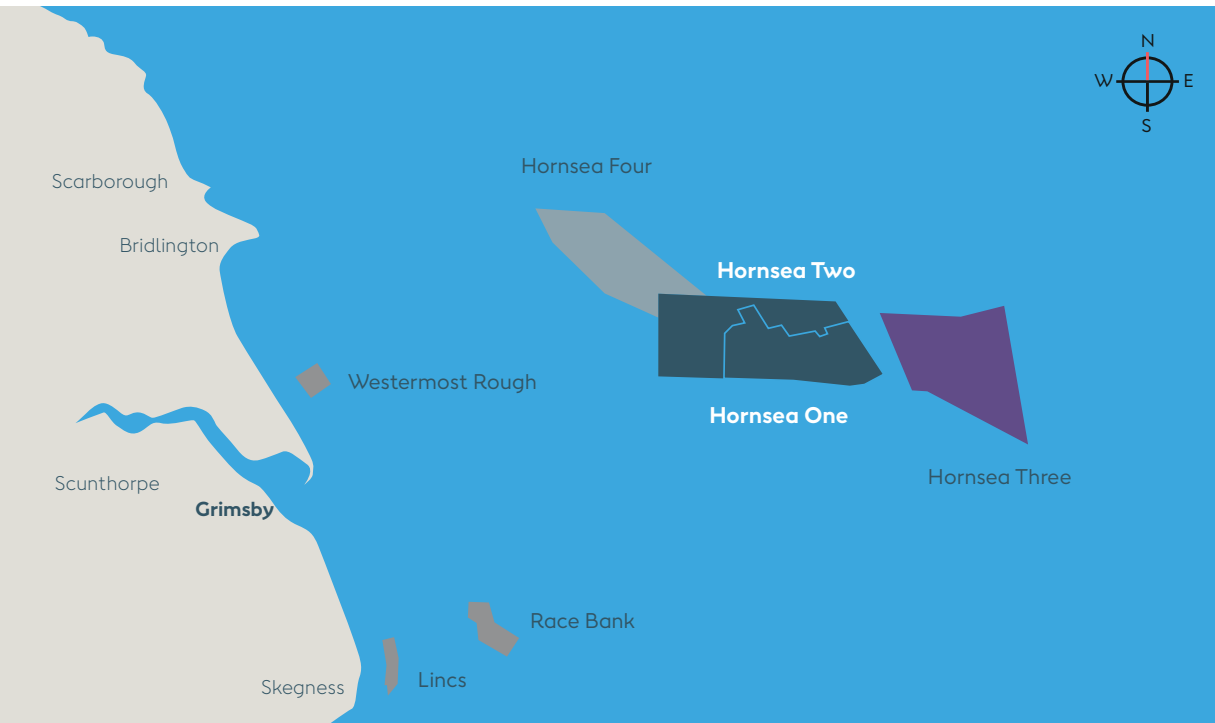 N
W E
S
Hornsea Four
Scarborough
Bridlington
Hornsea Two
Westermost Rough
Hornsea One
Hornsea Three
Scunthorpe
Grimsby
Race Bank
Lincs
Skegness